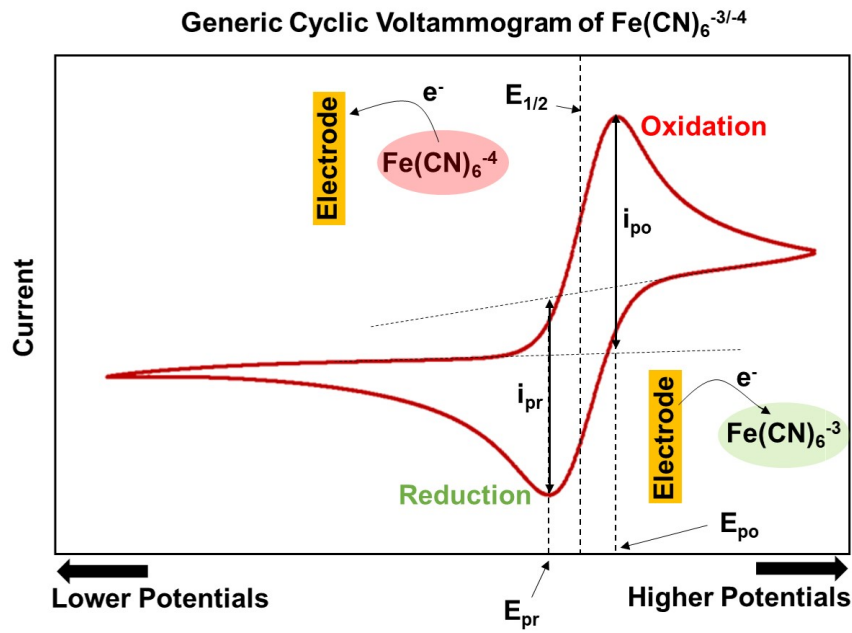 Generic Cyclic Voltammogram of Fe(CN)₆⁻³ᐟ⁻⁴
E₁/₂
e⁻
Electrode
Fe(CN)₆⁻⁴
Oxidation
iₚₒ
Current
iₚᵣ
Electrode
e⁻
Fe(CN)₆⁻³
Reduction
Eₚₒ
Lower Potentials
Eₚᵣ
Higher Potentials